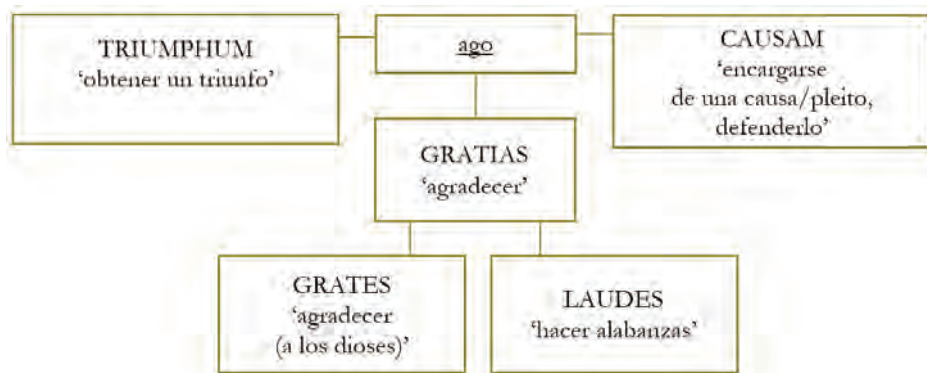 TRIUMPHUM
‘obtener un triunfo’
ago
CAUSAM
‘encargarse
de una causa/pleito,
defenderlo’
GRATIAS
‘agradecer’
GRATES
‘agradecer
(a los dioses)’
LAUDES
‘hacer alabanzas’